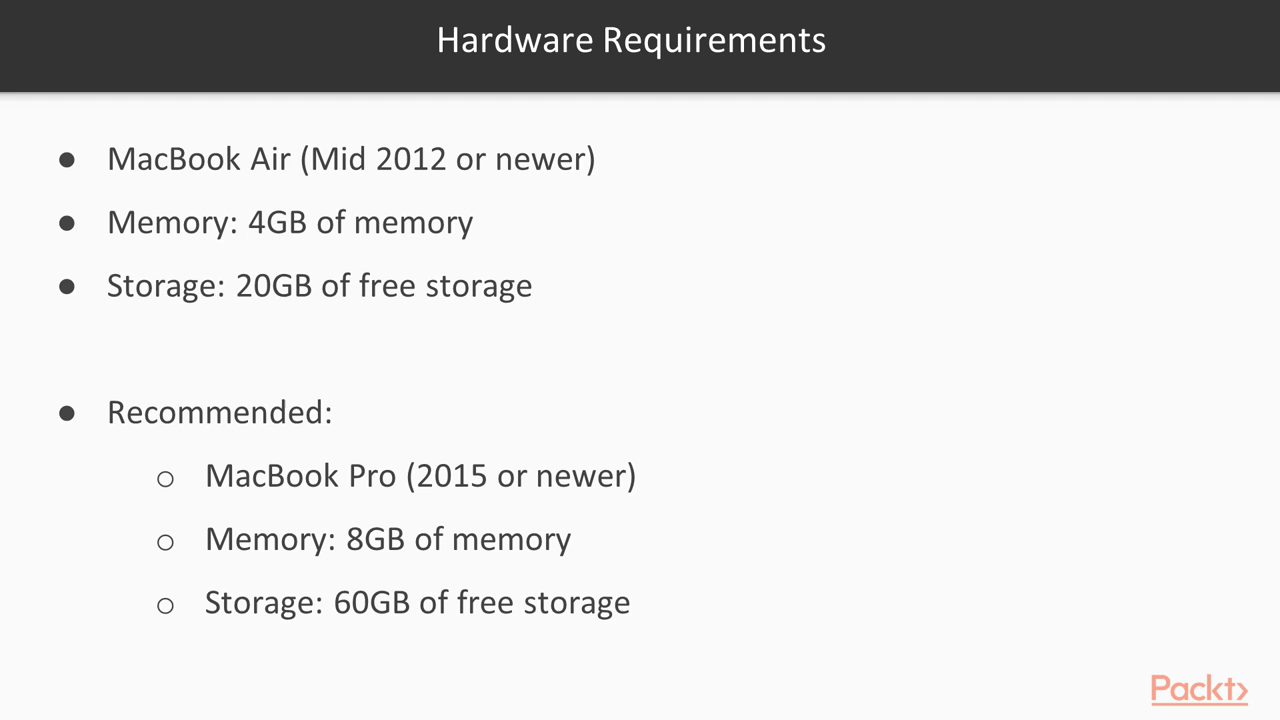 Hardware Requirements
● MacBook Air (Mid 2012 or newer)
● Memory: 4GB of memory
● Storage: 20GB of free storage
● Recommended:
○ MacBook Pro (2015 or newer)
○ Memory: 8GB of memory
○ Storage: 60GB of free storage
Packt>